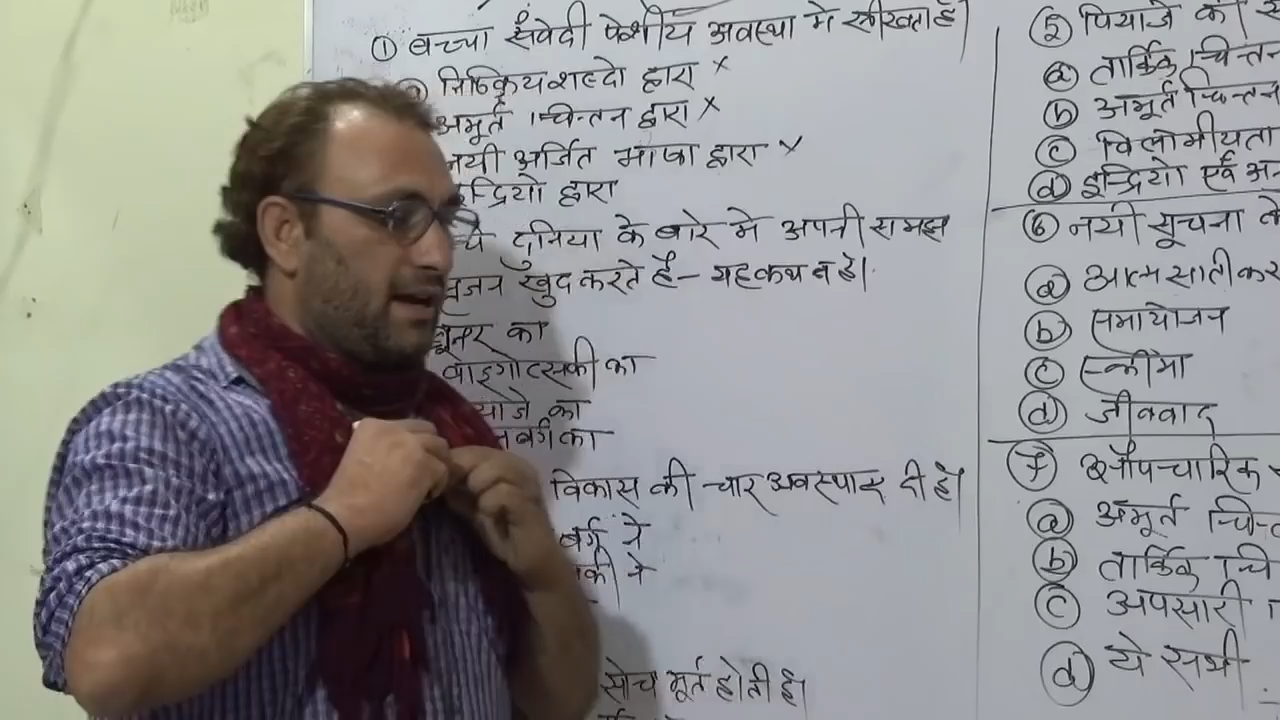 ① बच्चा संवेदी पेशीय अवस्था मे सीखता है|
निष्क्रिय शब्दो द्वारा ×
अमूर्त चिन्तन द्वारा ×
नयी अर्जित भाषा द्वारा ×
इन्द्रियो द्वारा
दुनिया के बारे मे अपनी समझ
सृजन खुद करते है – यह कथन है|
ब्रूनर का
वाइगोत्सकी का
याजे का
बर्ग का
विकास की चार अवस्थाए दी है|
बर्ग ने
की ने
सोच मूर्त होती है|
⑤ पियाजे की
ⓐ तार्किक चिन्तन
ⓑ अमूर्त चिन्तन
ⓒ विलोमीयता
ⓓ इन्द्रियो एवं
⑥ नयी सूचना
ⓐ आत्मसातीकर
ⓑ समायोजन
ⓒ स्कीमा
ⓓ जीववाद
⑦ औपचारिक
ⓐ अमूर्त
ⓑ तार्किक
ⓒ अपसारी
ⓓ ये सभी